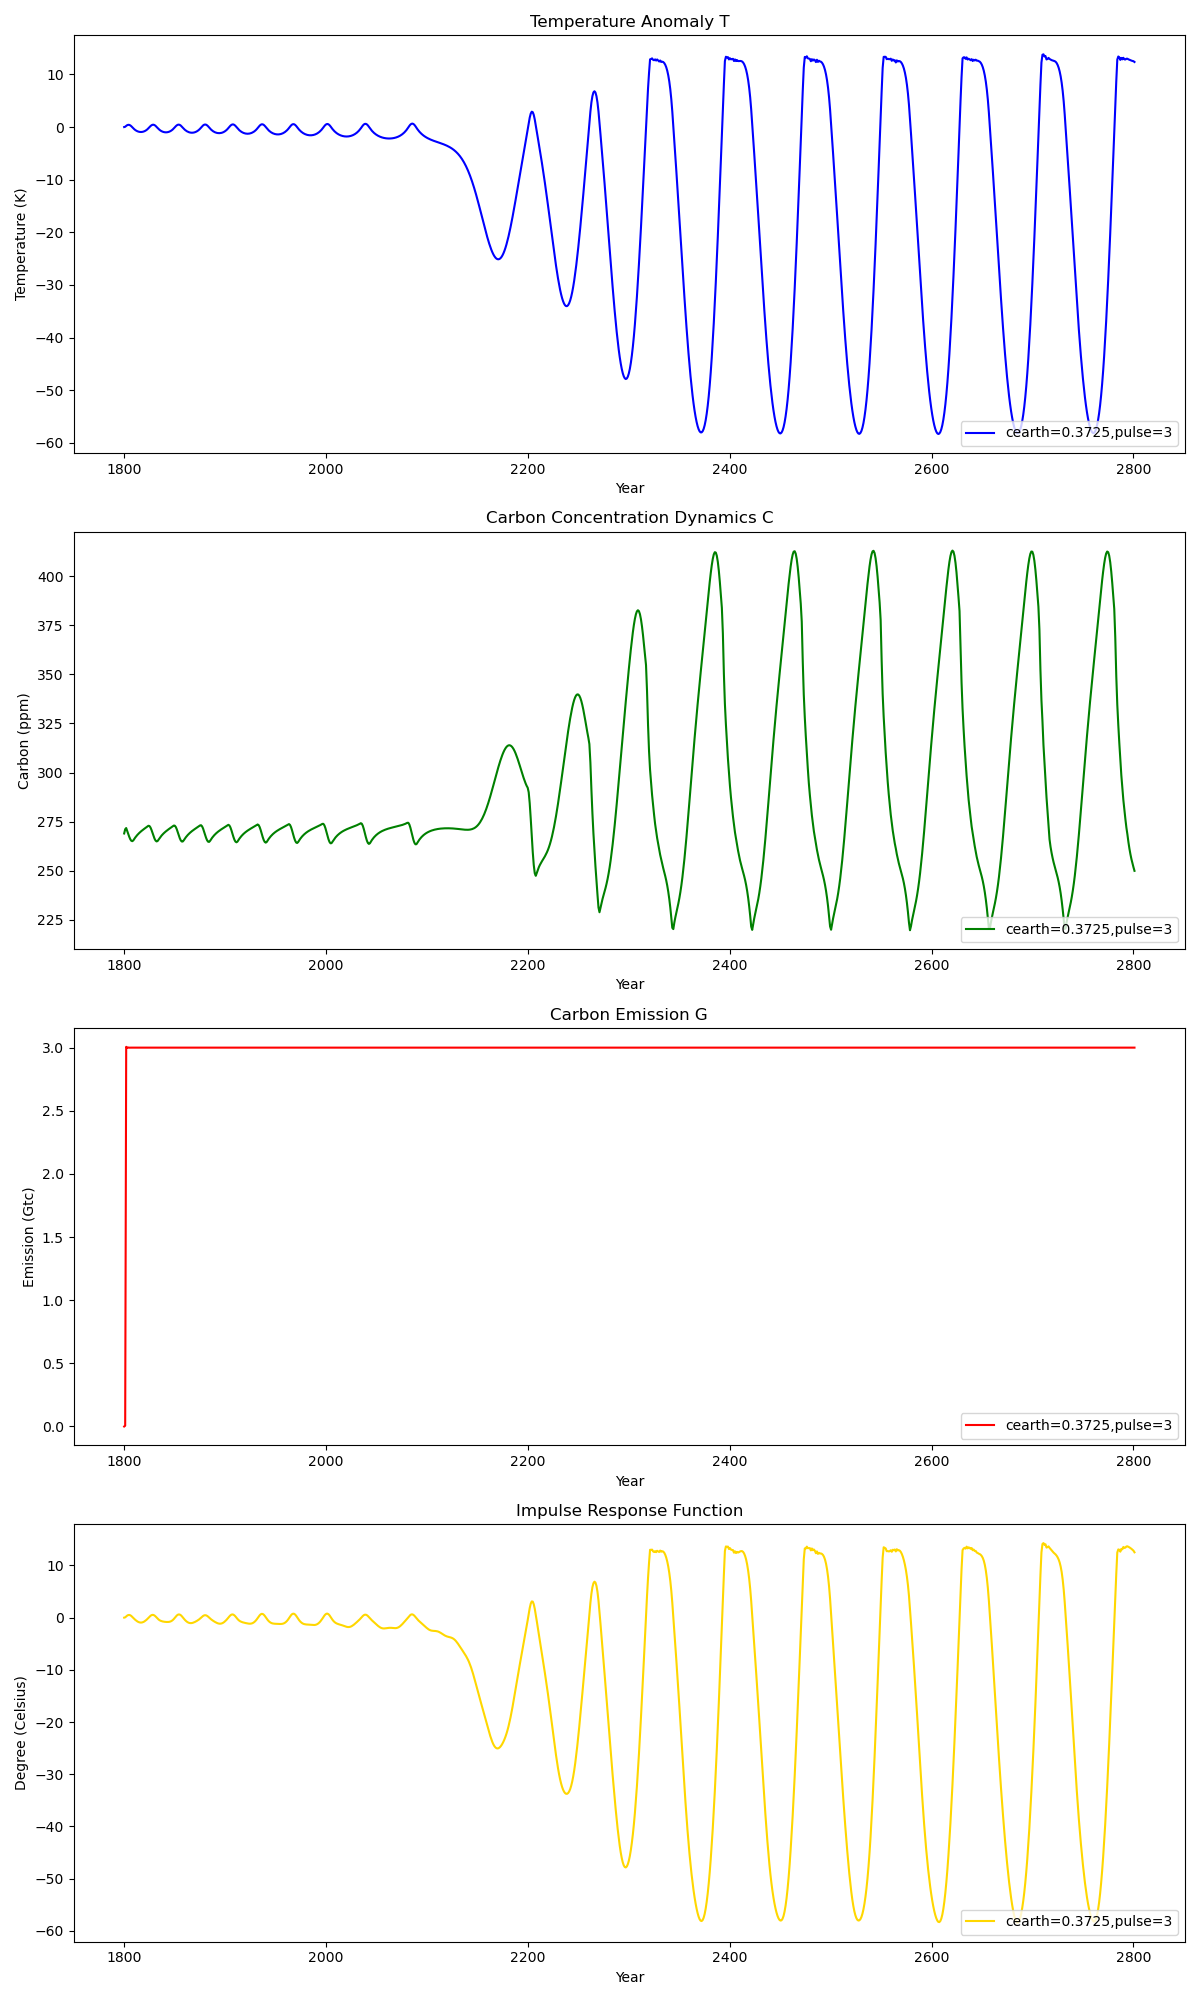 Temperature Anomaly T
10
0
−10
−20
−30
−40
−50
−60
Temperature (K)
cearth=0.3725,pulse=3
1800 2000 2200 2400 2600 2800
Year
Carbon Concentration Dynamics C
400
375
350
325
300
275
250
225
Carbon (ppm)
cearth=0.3725,pulse=3
1800 2000 2200 2400 2600 2800
Year
Carbon Emission G
3.0
2.5
2.0
1.5
1.0
0.5
0.0
Emission (Gtc)
cearth=0.3725,pulse=3
1800 2000 2200 2400 2600 2800
Year
Impulse Response Function
10
0
−10
−20
−30
−40
−50
−60
Degree (Celsius)
cearth=0.3725,pulse=3
1800 2000 2200 2400 2600 2800
Year